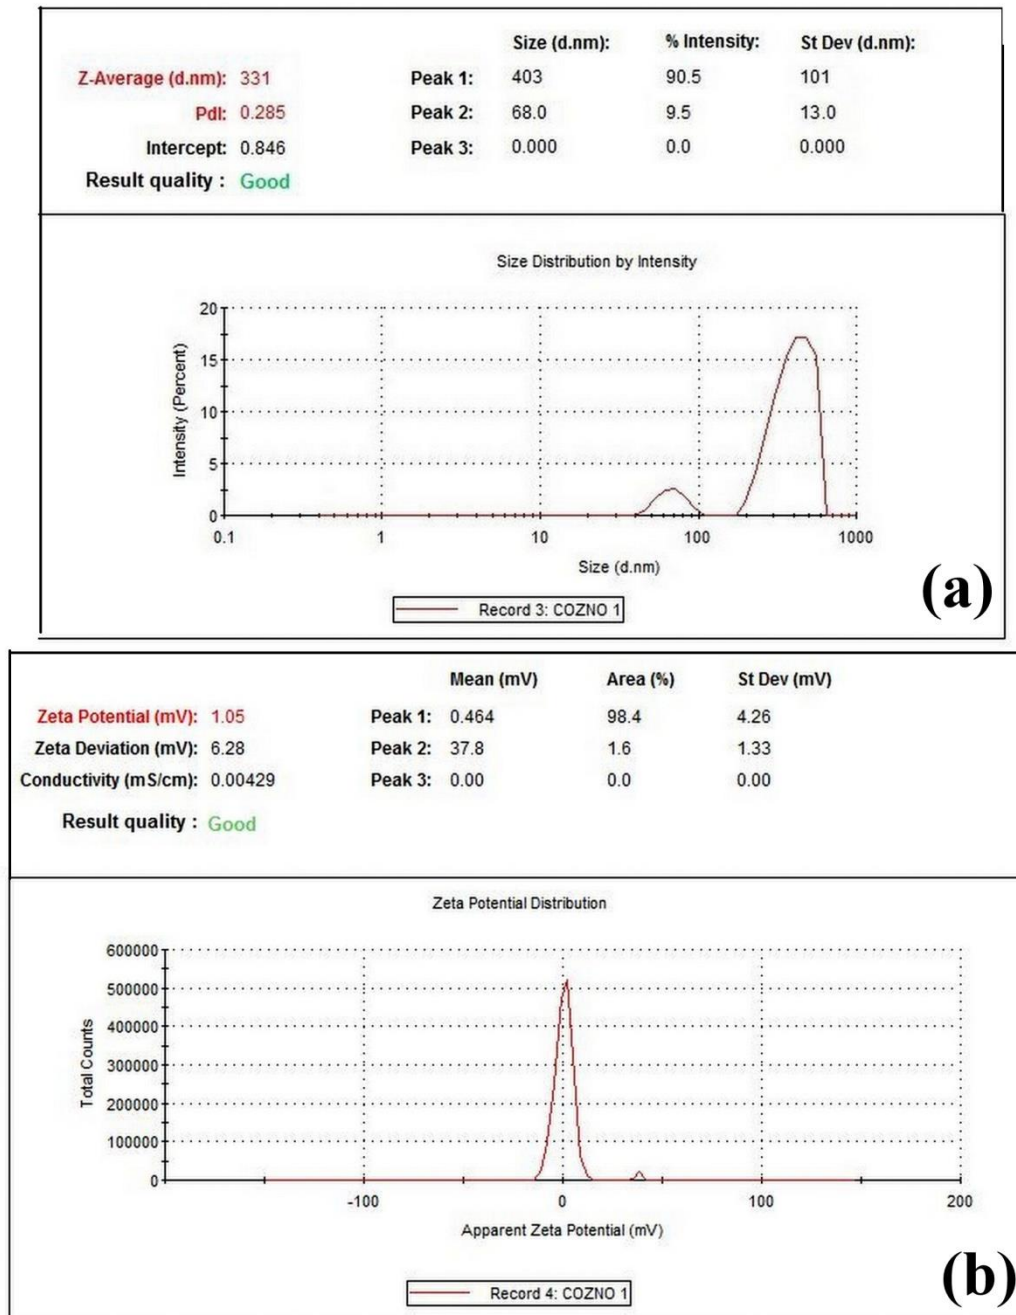 Size (d.nm): % Intensity: St Dev (d.nm):
Z-Average (d.nm): 331 Peak 1: 403 90.5 101
PdI: 0.285 Peak 2: 68.0 9.5 13.0
Intercept: 0.846 Peak 3: 0.000 0.0 0.000
Result quality : Good
Size Distribution by Intensity
Intensity (Percent)
20
15
10
5
0
0.1 1 10 100 1000
Size (d.nm)
Record 3: COZNO 1
(a)
Mean (mV) Area (%) St Dev (mV)
Zeta Potential (mV): 1.05 Peak 1: 0.464 98.4 4.26
Zeta Deviation (mV): 6.28 Peak 2: 37.8 1.6 1.33
Conductivity (mS/cm): 0.00429 Peak 3: 0.00 0.0 0.00
Result quality : Good
Zeta Potential Distribution
Total Counts
600000
500000
400000
300000
200000
100000
0
-100 0 100 200
Apparent Zeta Potential (mV)
Record 4: COZNO 1
(b)